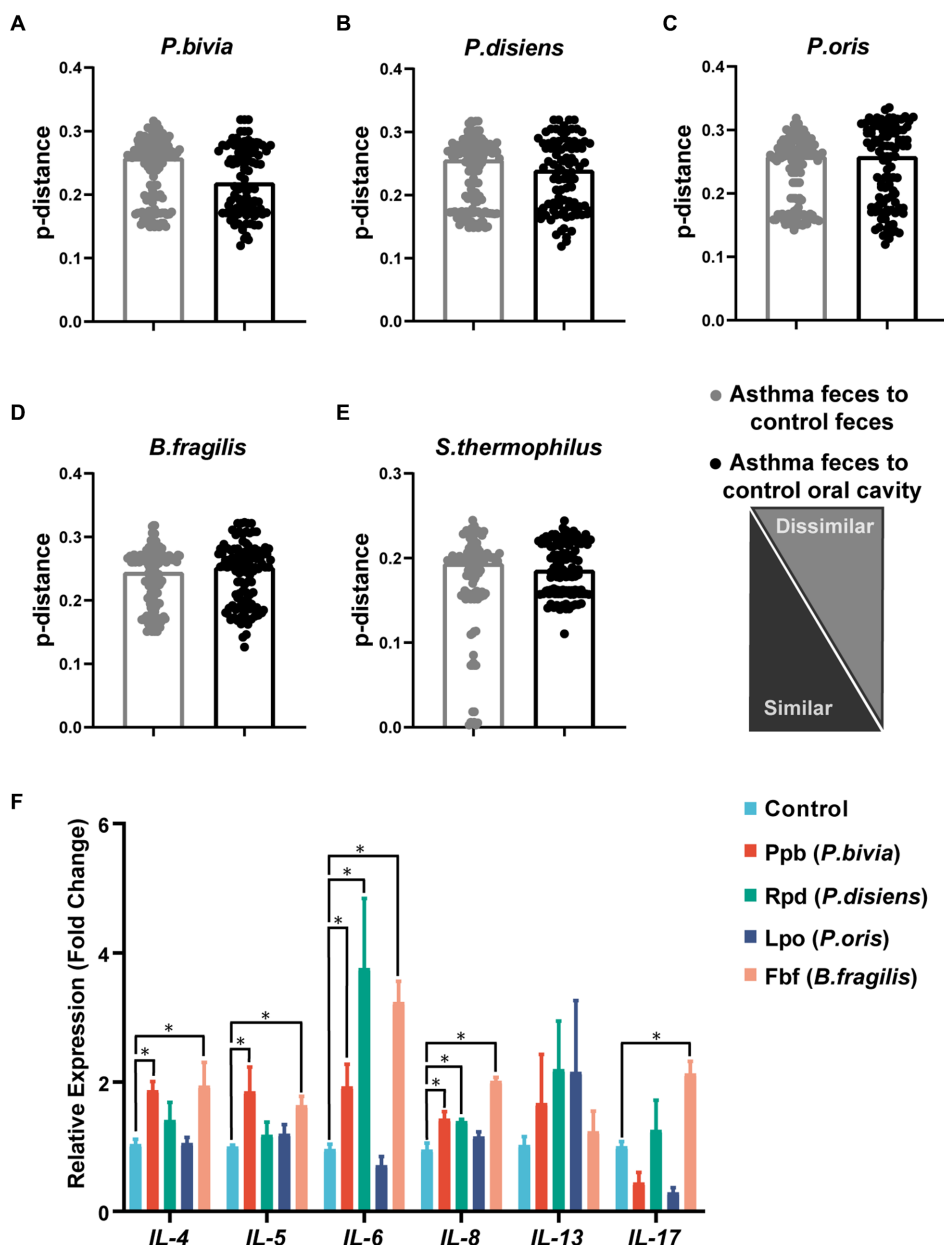 A
P.bivia
p-distance
0.4
0.3
0.2
0.1
0.0
B
P.disiens
p-distance
0.4
0.3
0.2
0.1
0.0
C
P.oris
p-distance
0.4
0.3
0.2
0.1
0.0
D
B.fragilis
p-distance
0.4
0.3
0.2
0.1
0.0
E
S.thermophilus
p-distance
0.3
0.2
0.1
0.0
Asthma feces to
control feces
Asthma feces to
control oral cavity
Dissimilar
Similar
F
Relative Expression (Fold Change)
6
4
2
0
* * * * * * * * * * *
IL-4 IL-5 IL-6 IL-8 IL-13 IL-17
Control
Ppb (P.bivia)
Rpd (P.disiens)
Lpo (P.oris)
Fbf (B.fragilis)